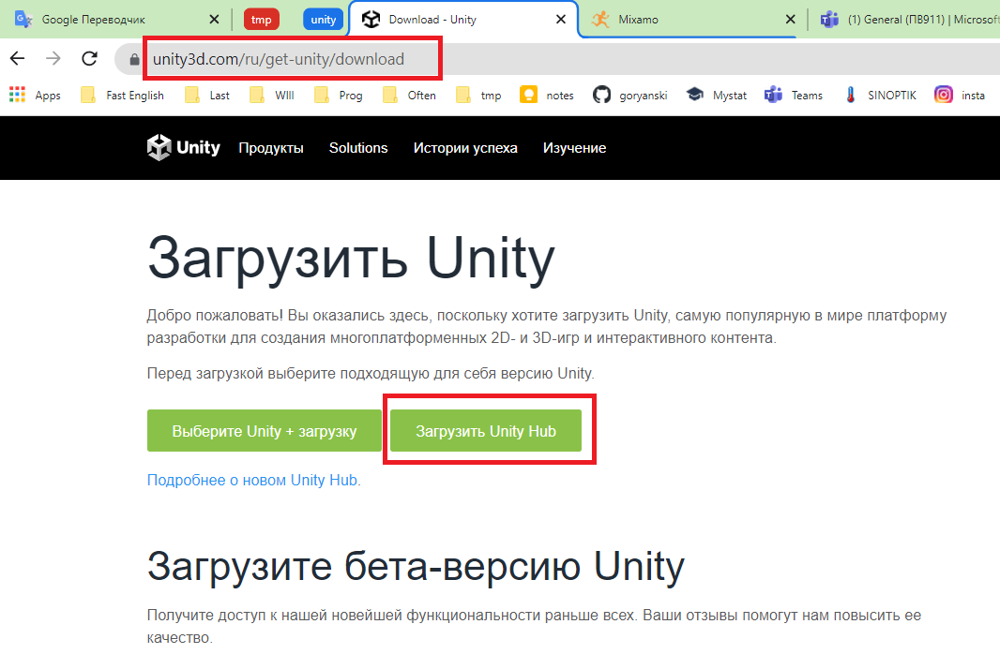 Google Переводчик
tmp
unity
Download - Unity
Mixamo
(1) General (ПВ911) | Microsoft
unity3d.com/ru/get-unity/download
Apps
Fast English
Last
WIll
Prog
Often
tmp
notes
goryanski
Mystat
Teams
SINOPTIK
insta
Unity
Продукты
Solutions
Истории успеха
Изучение
Загрузить Unity
Добро пожаловать! Вы оказались здесь, поскольку хотите загрузить Unity, самую популярную в мире платформу
разработки для создания многоплатформенных 2D- и 3D-игр и интерактивного контента.
Перед загрузкой выберите подходящую для себя версию Unity.
Выберите Unity + загрузку
Загрузить Unity Hub
Подробнее о новом Unity Hub.
Загрузите бета-версию Unity
Получите доступ к нашей новейшей функциональности раньше всех. Ваши отзывы помогут нам повысить ее
качество.